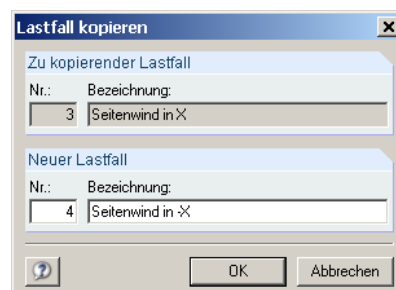 Lastfall kopieren
Zu kopierender Lastfall
Nr.: Bezeichnung:
3 Seitenwind in X
Neuer Lastfall
Nr.: Bezeichnung:
4 Seitenwind in -X
OK Abbrechen